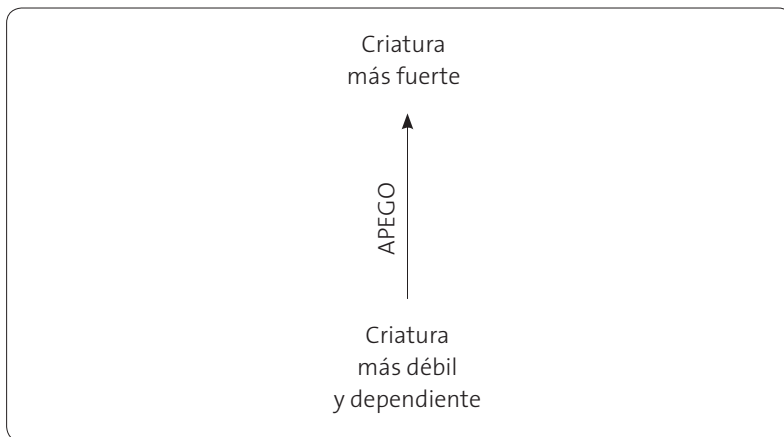 Criatura
más fuerte
APEGO
Criatura
más débil
y dependiente